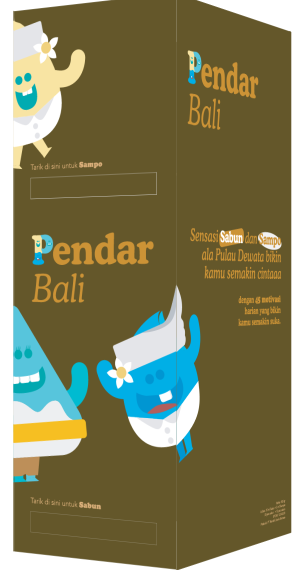 Tarik di sini untuk Sampo
Pendar
Bali
Tarik di sini untuk Sabun
Pendar
Bali
Sensasi Sabun dan Sampo
ala Pulau Dewata bikin
kamu semakin cintaaa
dengan 45 motivasi
harian yang bikin
kamu semakin suka.